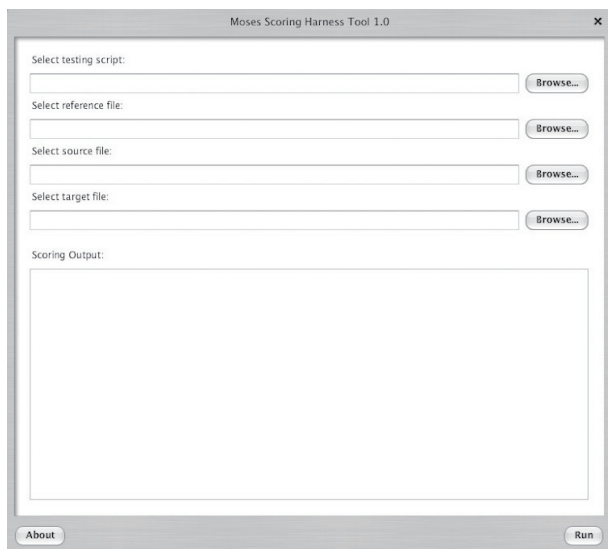 Moses Scoring Harness Tool 1.0
Select testing script:
Browse...
Select reference file:
Browse...
Select source file:
Browse...
Select target file:
Browse...
Scoring Output:
About
Run